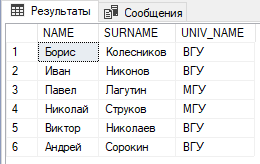 Результаты Сообщения
NAME SURNAME UNIV_NAME
1 Борис Колесников ВГУ
2 Иван Никонов ВГУ
3 Павел Лагутин МГУ
4 Николай Струков МГУ
5 Виктор Николаев ВГУ
6 Андрей Сорокин ВГУ